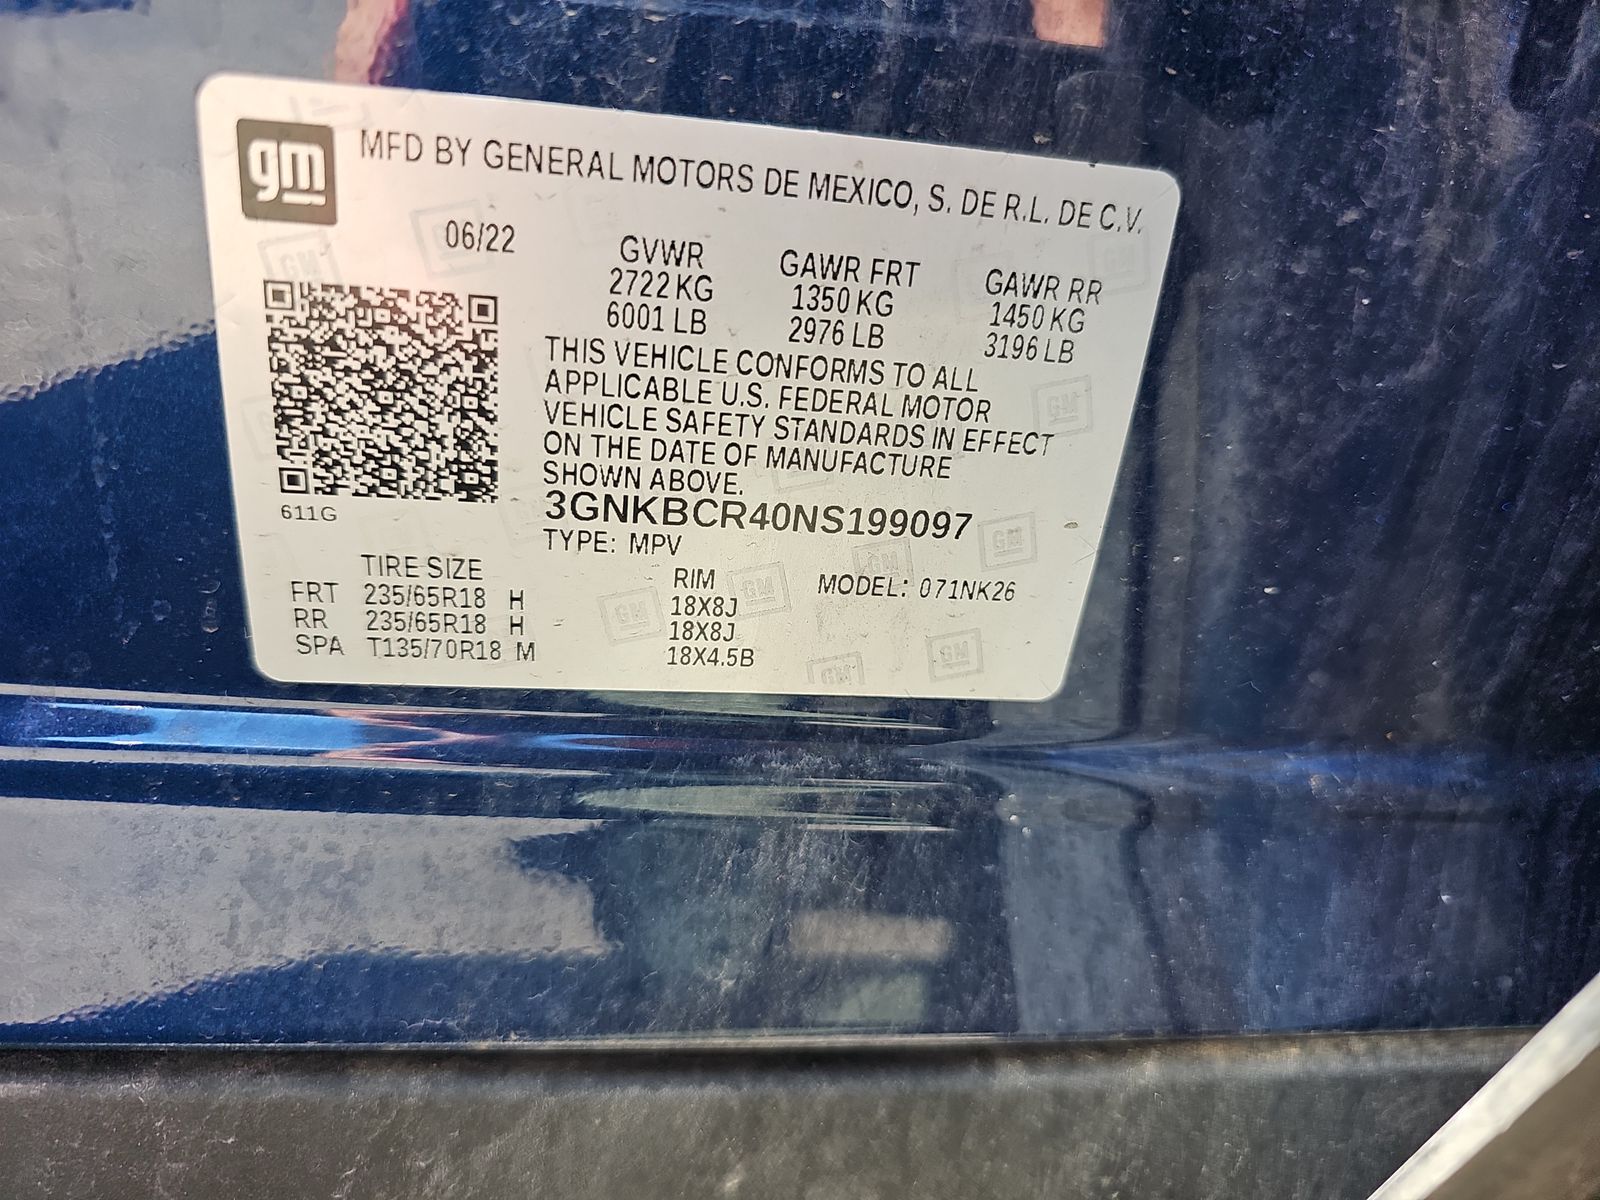 gm MFD BY GENERAL MOTORS DE MEXICO, S. DE R.L. DE C.V.
06/22
GVWR GAWR FRT GAWR RR
2722 KG 1350 KG 1450 KG
6001 LB 2976 LB 3196 LB
THIS VEHICLE CONFORMS TO ALL
APPLICABLE U.S. FEDERAL MOTOR
VEHICLE SAFETY STANDARDS IN EFFECT
ON THE DATE OF MANUFACTURE
SHOWN ABOVE.
611G
3GNKBCR40NS199097
TYPE: MPV
TIRE SIZE RIM MODEL: 071NK26
FRT 235/65R18 H 18X8J
RR 235/65R18 H 18X8J
SPA T135/70R18 M 18X4.5B